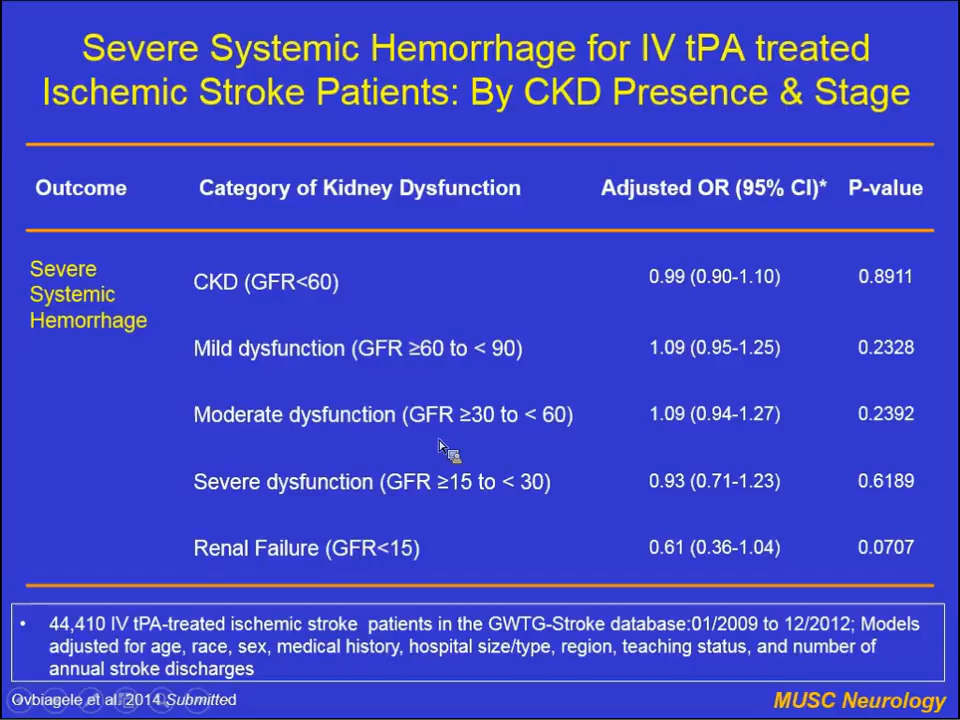 Severe Systemic Hemorrhage for IV tPA treated
Ischemic Stroke Patients: By CKD Presence & Stage
Outcome Category of Kidney Dysfunction Adjusted OR (95% CI)* P-value
Severe
Systemic
Hemorrhage
CKD (GFR<60) 0.99 (0.90-1.10) 0.8911
Mild dysfunction (GFR ≥60 to < 90) 1.09 (0.95-1.25) 0.2328
Moderate dysfunction (GFR ≥30 to < 60) 1.09 (0.94-1.27) 0.2392
Severe dysfunction (GFR ≥15 to < 30) 0.93 (0.71-1.23) 0.6189
Renal Failure (GFR<15) 0.61 (0.36-1.04) 0.0707
• 44,410 IV tPA-treated ischemic stroke patients in the GWTG-Stroke database:01/2009 to 12/2012; Models
adjusted for age, race, sex, medical history, hospital size/type, region, teaching status, and number of
annual stroke discharges
Ovbiagele et al. 2014 Submitted
MUSC Neurology